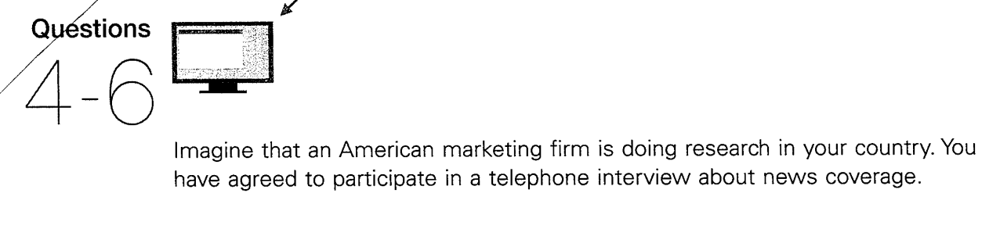 Questions
4-6
Imagine that an American marketing firm is doing research in your country. You
have agreed to participate in a telephone interview about news coverage.